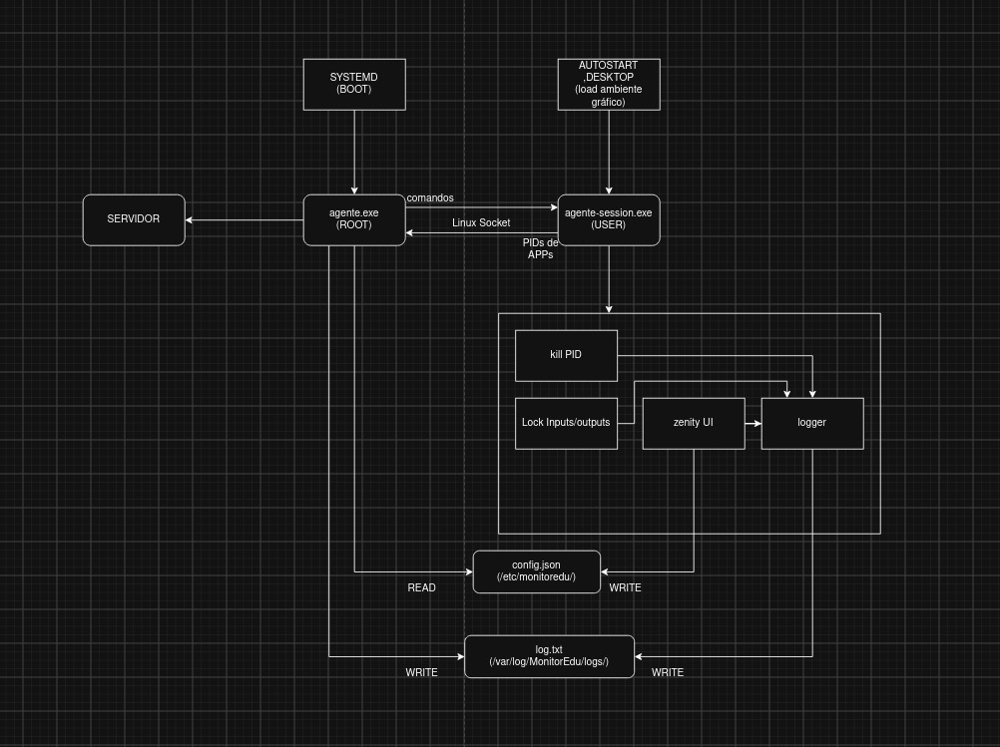 SYSTEMD
(BOOT)
AUTOSTART
,DESKTOP
(load ambiente
gráfico)
SERVIDOR
agente.exe
(ROOT)
comandos
Linux Socket
PIDs de
APPs
agente-session.exe
(USER)
kill PID
Lock Inputs/outputs
zenity UI
logger
config.json
(/etc/monitoredu/)
READ
WRITE
log.txt
(/var/log/MonitorEdu/logs/)
WRITE
WRITE